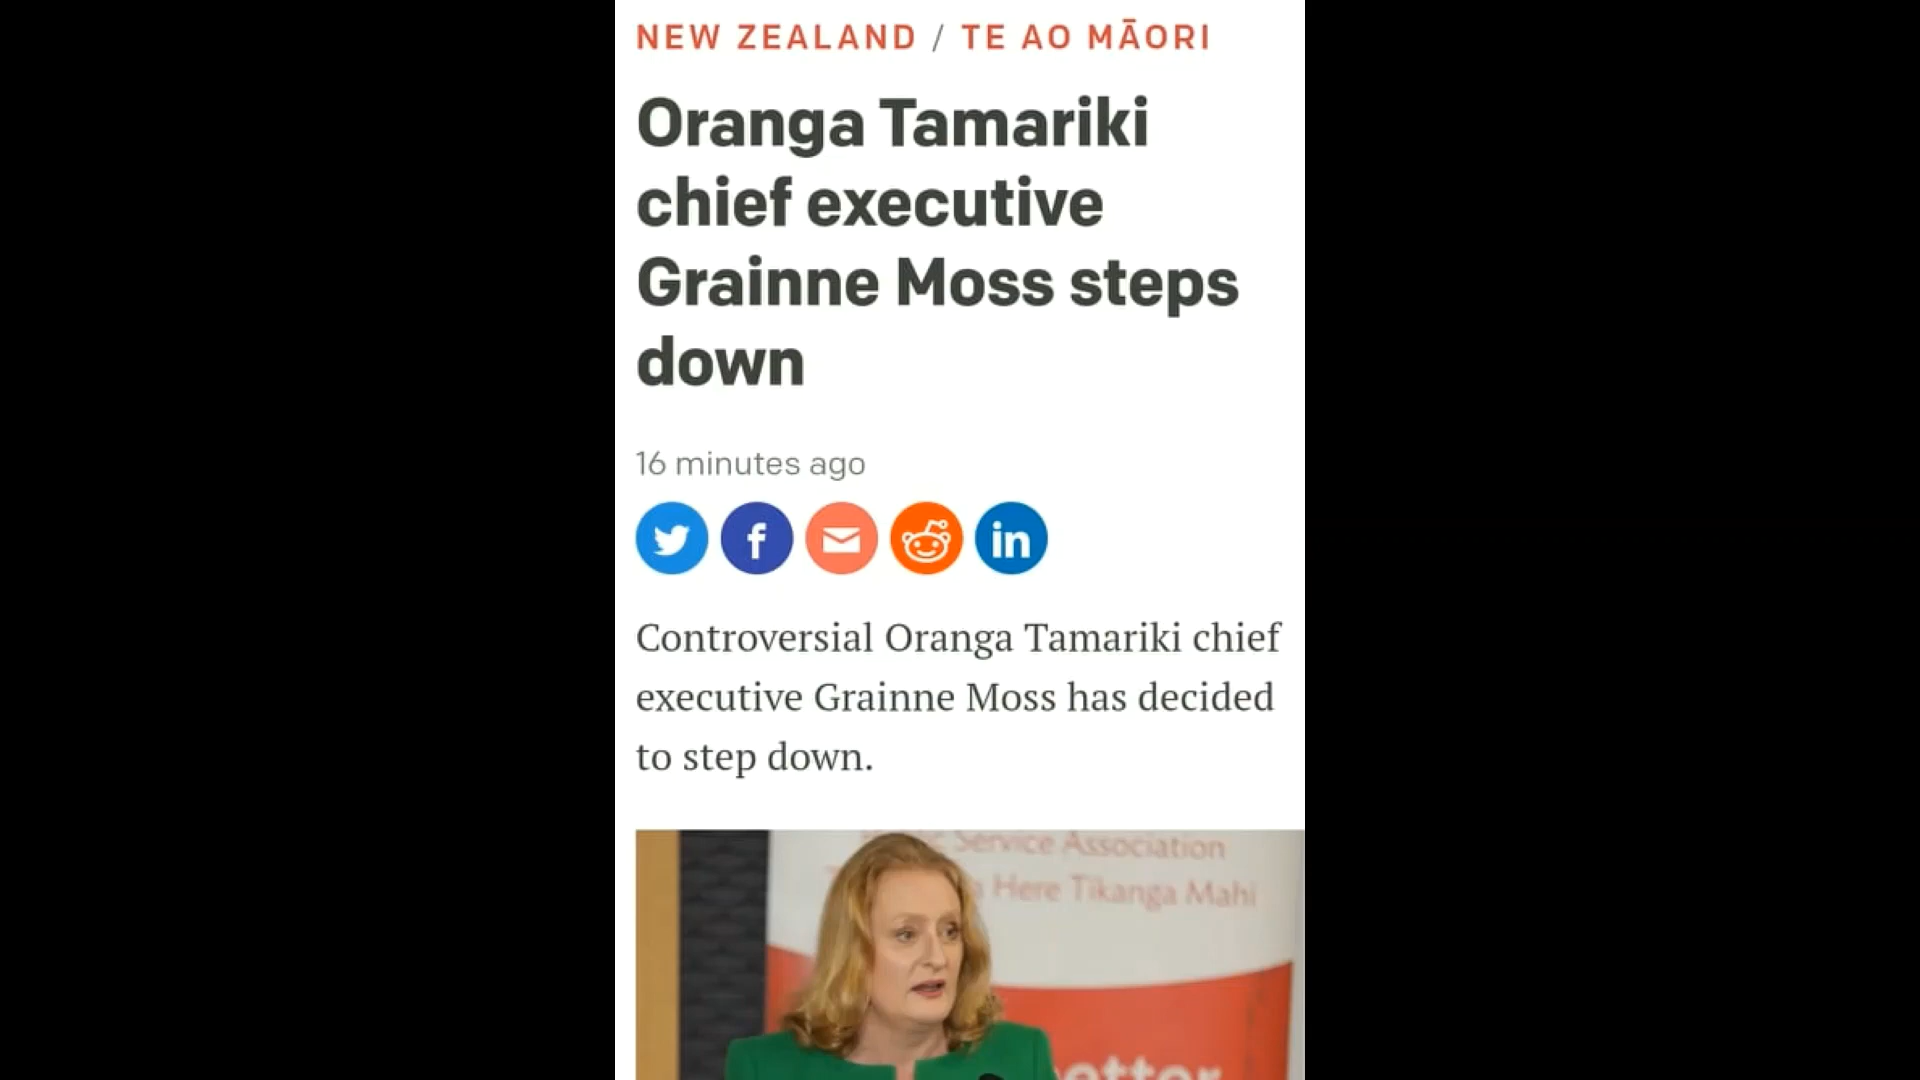 NEW ZEALAND / TE AO MĀORI
Oranga Tamariki
chief executive
Grainne Moss steps
down
16 minutes ago
f
in
Controversial Oranga Tamariki chief
executive Grainne Moss has decided
to step down.
Service Association
Here Tikanga Mahi